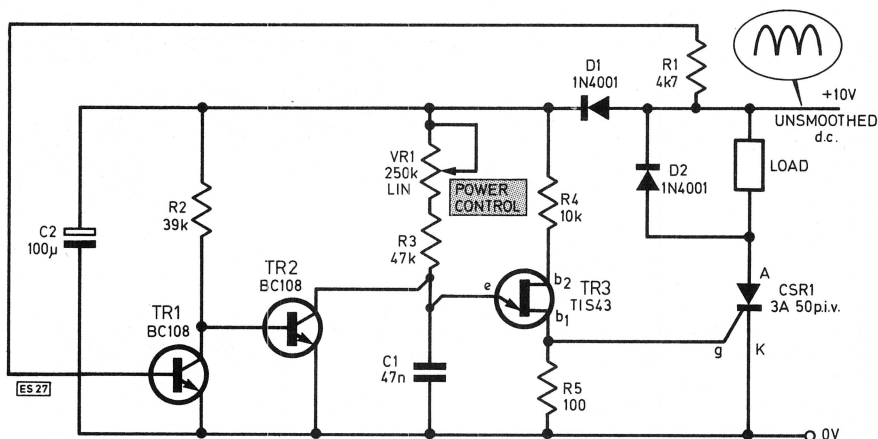 R1
4k7
D1
1N4001
+10V
UNSMOOTHED
d.c.
VR1
250k
LIN
POWER
CONTROL
D2
1N4001
LOAD
R2
39k
R4
10k
C2
100µ
R3
47k
TR2
BC108
e
b2
b1
TR3
TIS43
A
CSR1
3A 50p.i.v.
TR1
BC108
g
K
C1
47n
R5
100
ES 27
0V